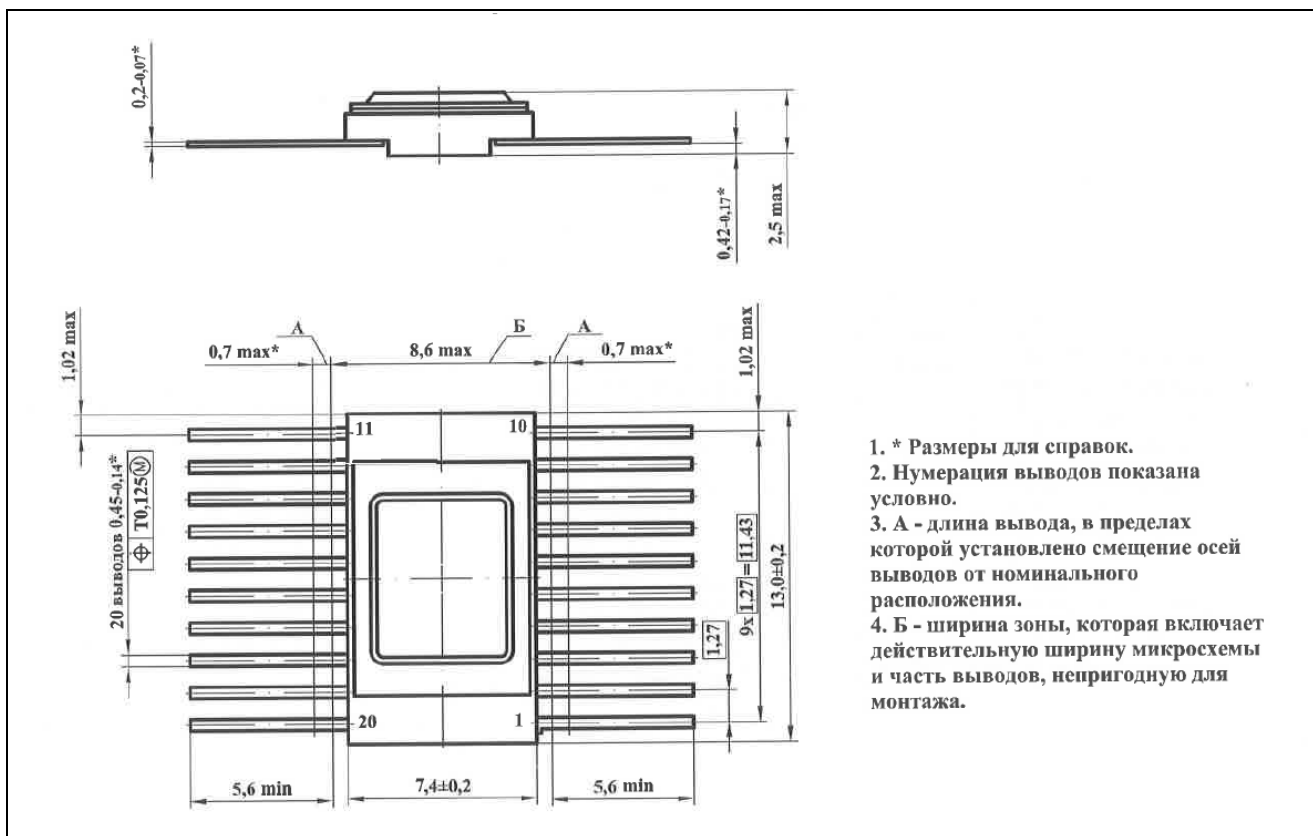 0,2-0,07*
0,42-0,17*
2,5 max
1,02 max
А
Б
А
1,02 max
0,7 max*
8,6 max
0,7 max*
11
10
20 выводов 0,45-0,14*
⌖ Т0,125Ⓜ
1,27
9x 1,27 = 11,43
13,0±0,2
20
1
5,6 min
7,4±0,2
5,6 min
1. * Размеры для справок.
2. Нумерация выводов показана
условно.
3. А - длина вывода, в пределах
которой установлено смещение осей
выводов от номинального
расположения.
4. Б - ширина зоны, которая включает
действительную ширину микросхемы
и часть выводов, непригодную для
монтажа.